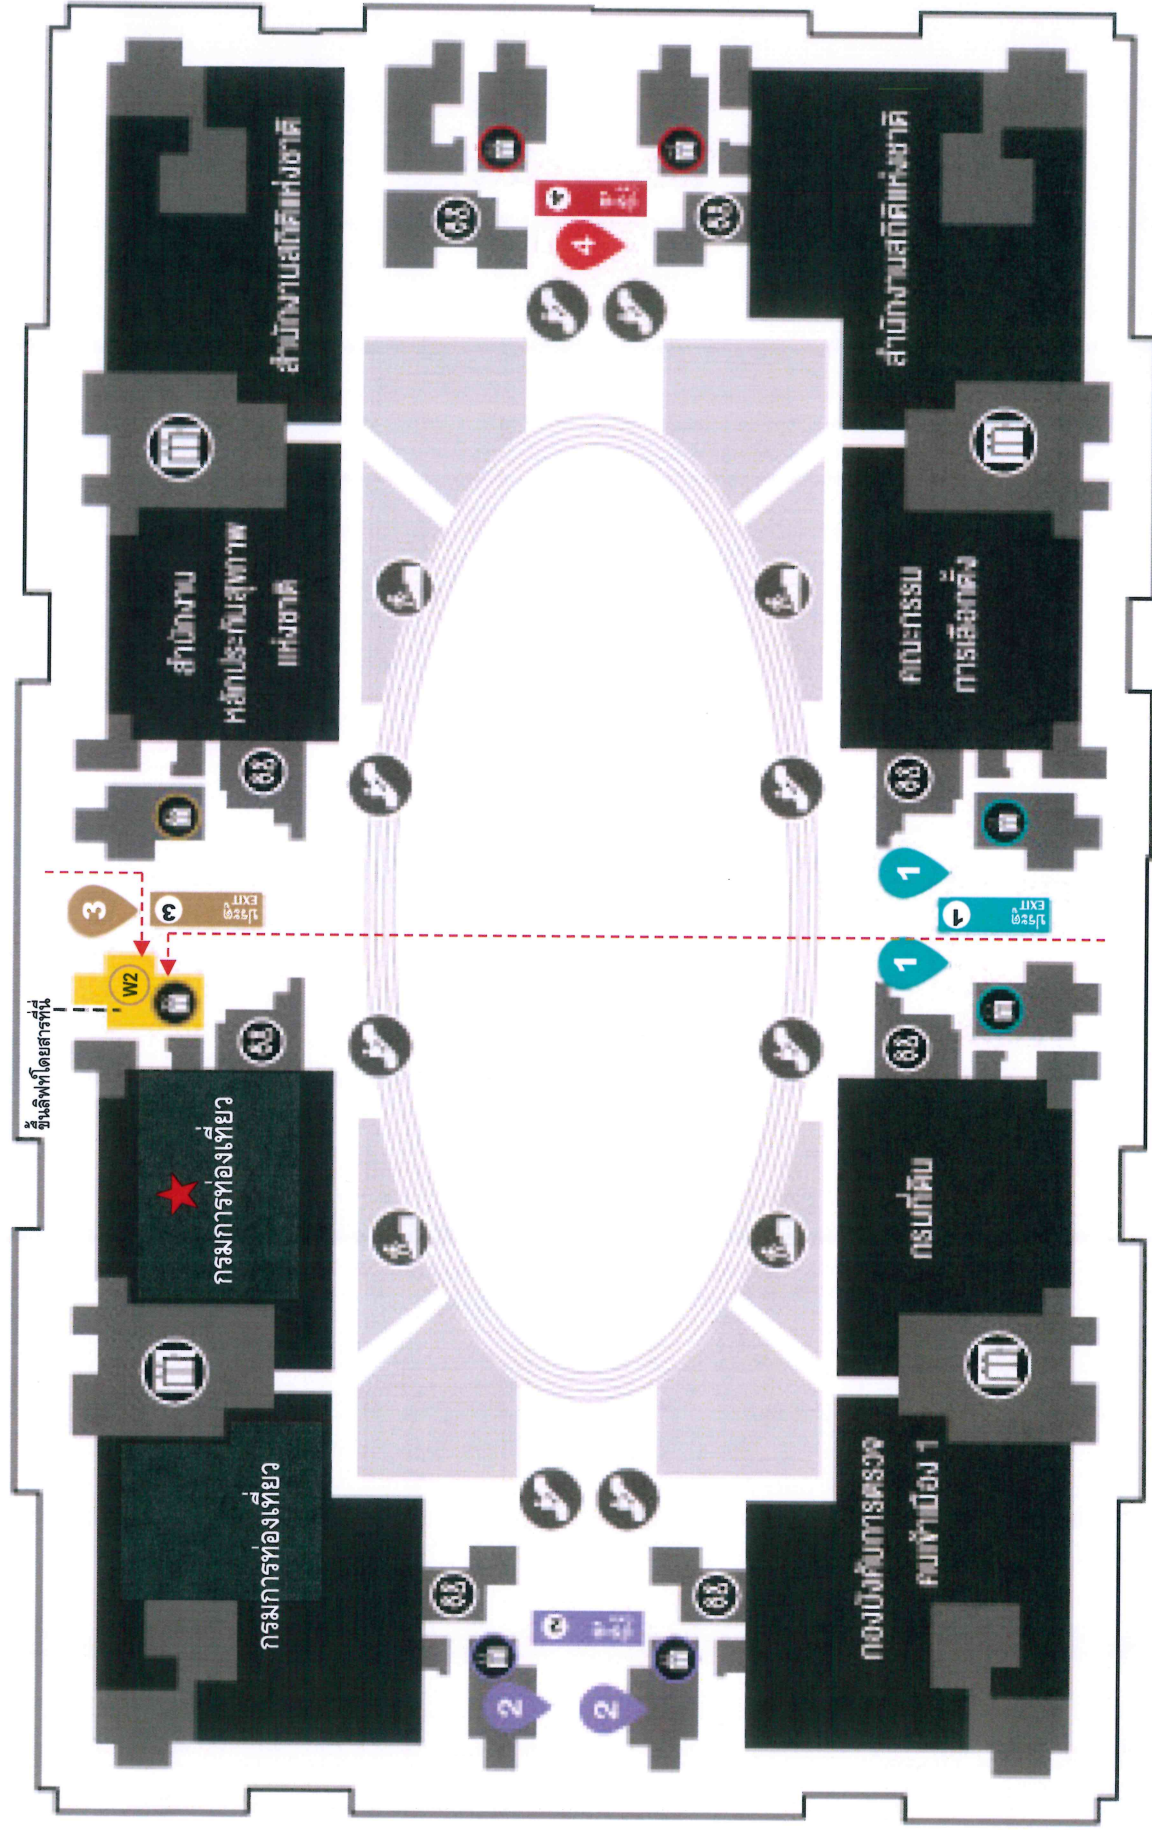 ขึ้นลิฟท์โดยสารที่นี่
W2
3
3
ประตู
EXIT
กรมการท่องเที่ยว
กรมการท่องเที่ยว
สำนักงาน
หลักประกันสุขภาพ
แห่งชาติ
สำนักงานสถิติแห่งชาติ
2
2
2
4
4
กองบังคับการตรวจ
คนเข้าเมือง 1
กรมที่ดิน
1
1
1
ประตู
EXIT
คณะกรรม
การเลือกตั้ง
สำนักงานสถิติแห่งชาติ